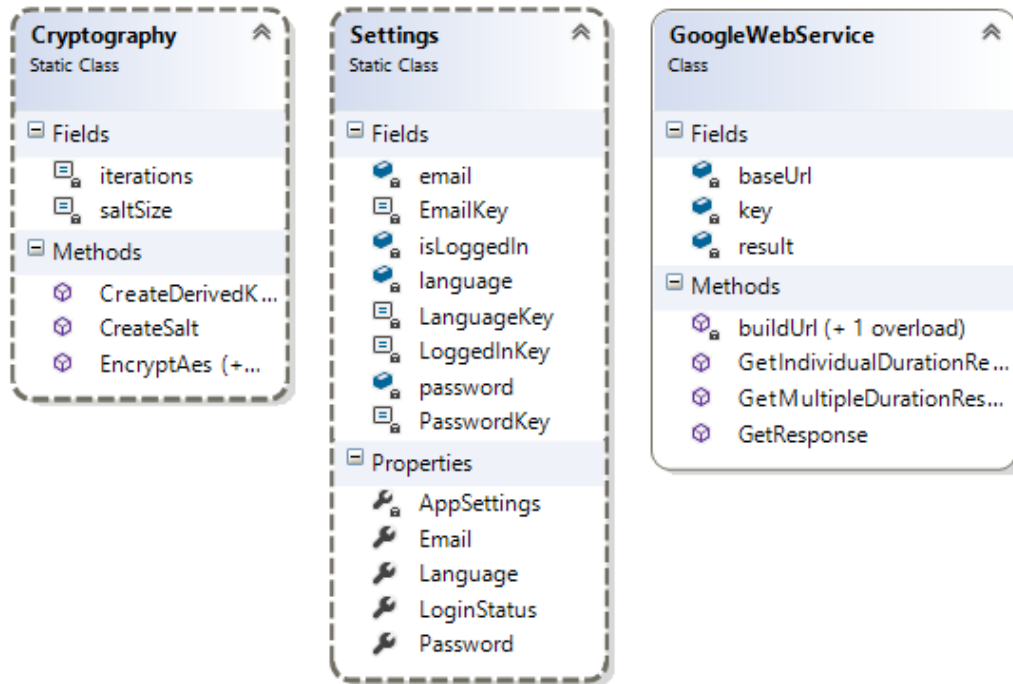 Cryptography
Static Class
Fields
iterations
saltSize
Methods
CreateDerivedK...
CreateSalt
EncryptAes (+...
Settings
Static Class
Fields
email
EmailKey
isLoggedIn
language
LanguageKey
LoggedInKey
password
PasswordKey
Properties
AppSettings
Email
Language
LoginStatus
Password
GoogleWebService
Class
Fields
baseUrl
key
result
Methods
buildUrl (+ 1 overload)
GetIndividualDurationRe...
GetMultipleDurationRes...
GetResponse